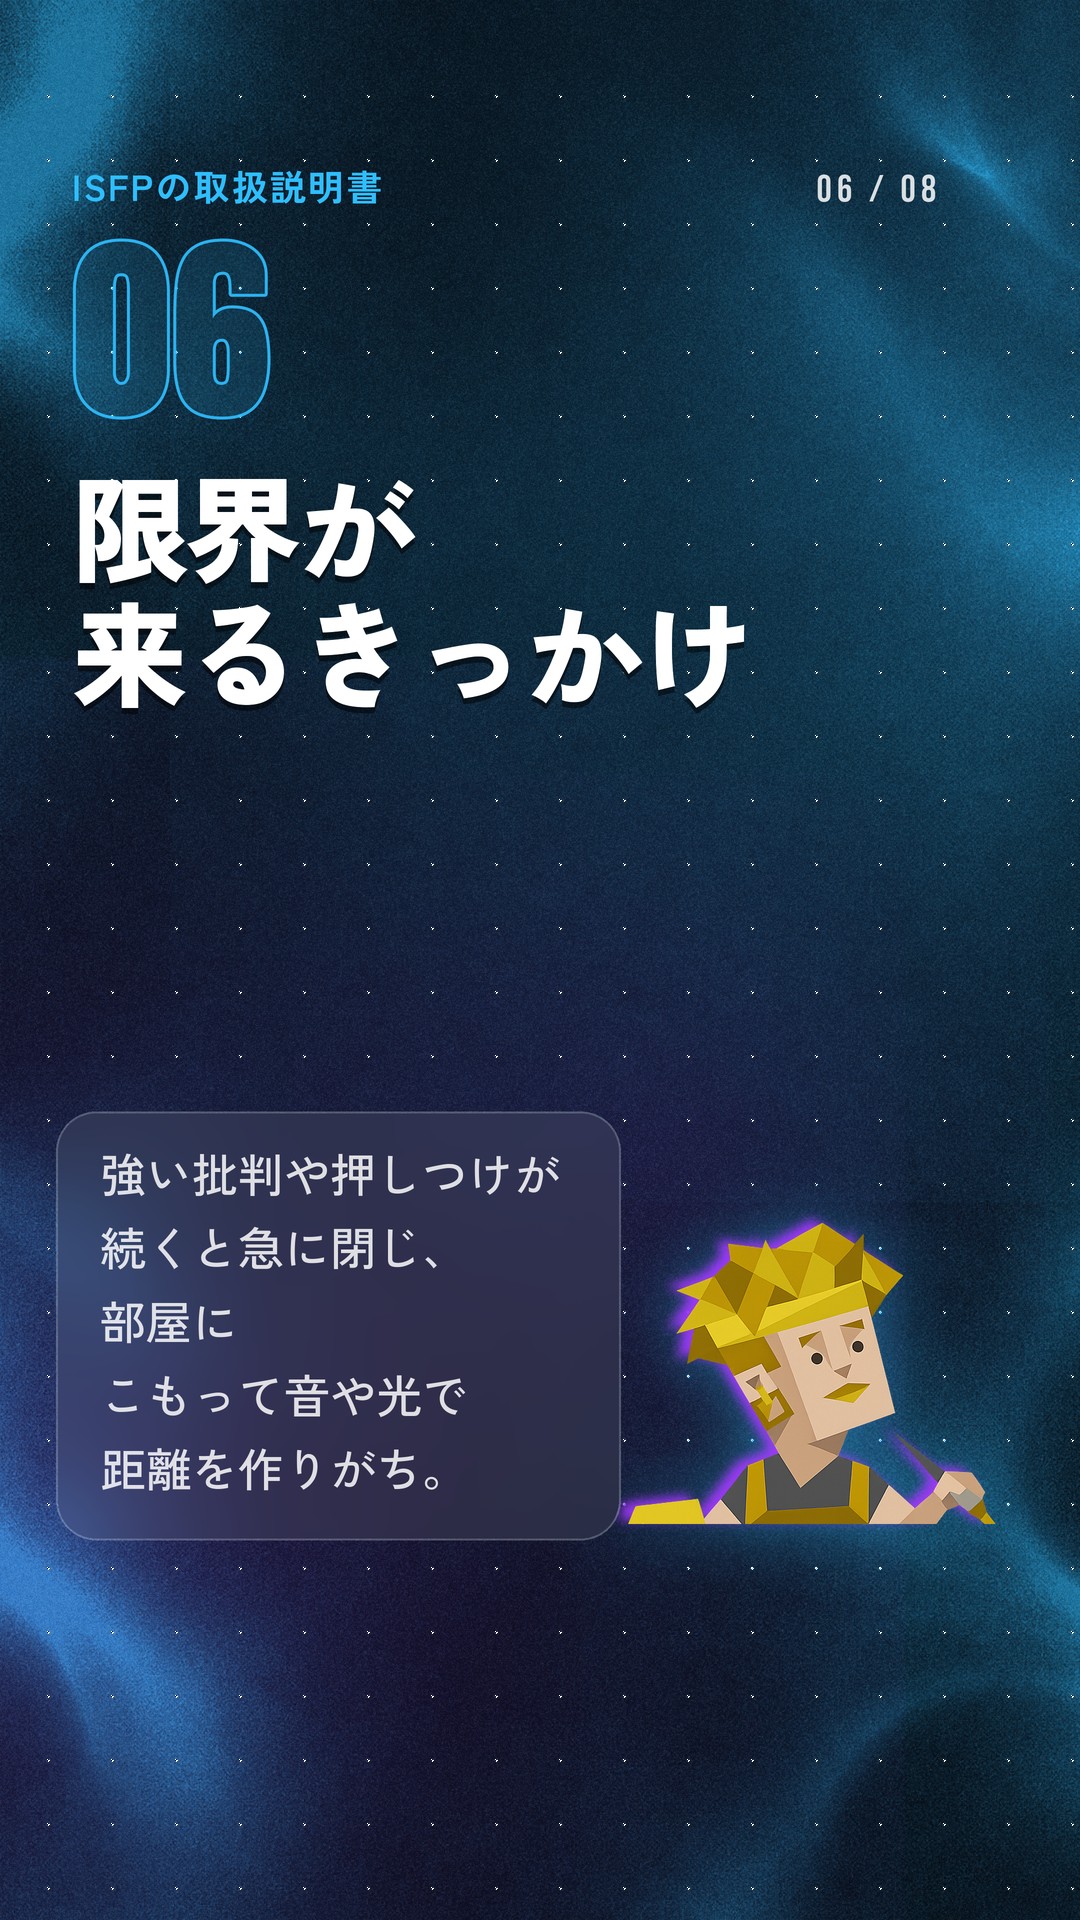 ISFPの取扱説明書
06 / 08
06
限界が
来るきっかけ
強い批判や押しつけが
続くと急に閉じ、
部屋に
こもって音や光で
距離を作りがち。